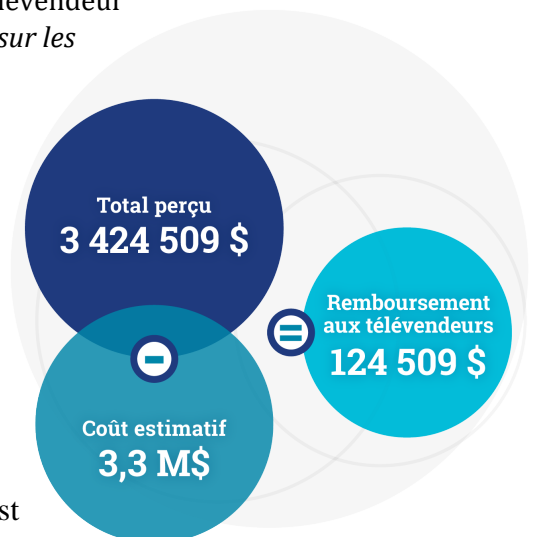 sur les
Total perçu
3 424 509 $
−
Coût estimatif
3,3 M$
=
Remboursement
aux télévendeurs
124 509 $
st